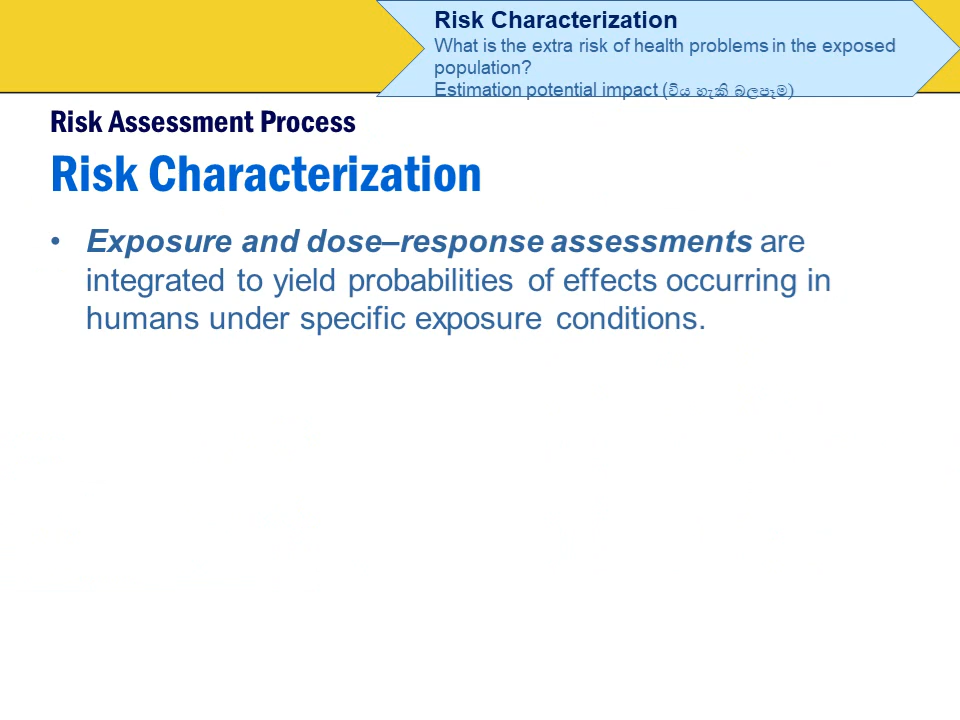 Risk Characterization
What is the extra risk of health problems in the exposed
population?
Estimation potential impact (විය හැකි බලපෑම)
Risk Assessment Process
Risk Characterization
• Exposure and dose–response assessments are
integrated to yield probabilities of effects occurring in
humans under specific exposure conditions.